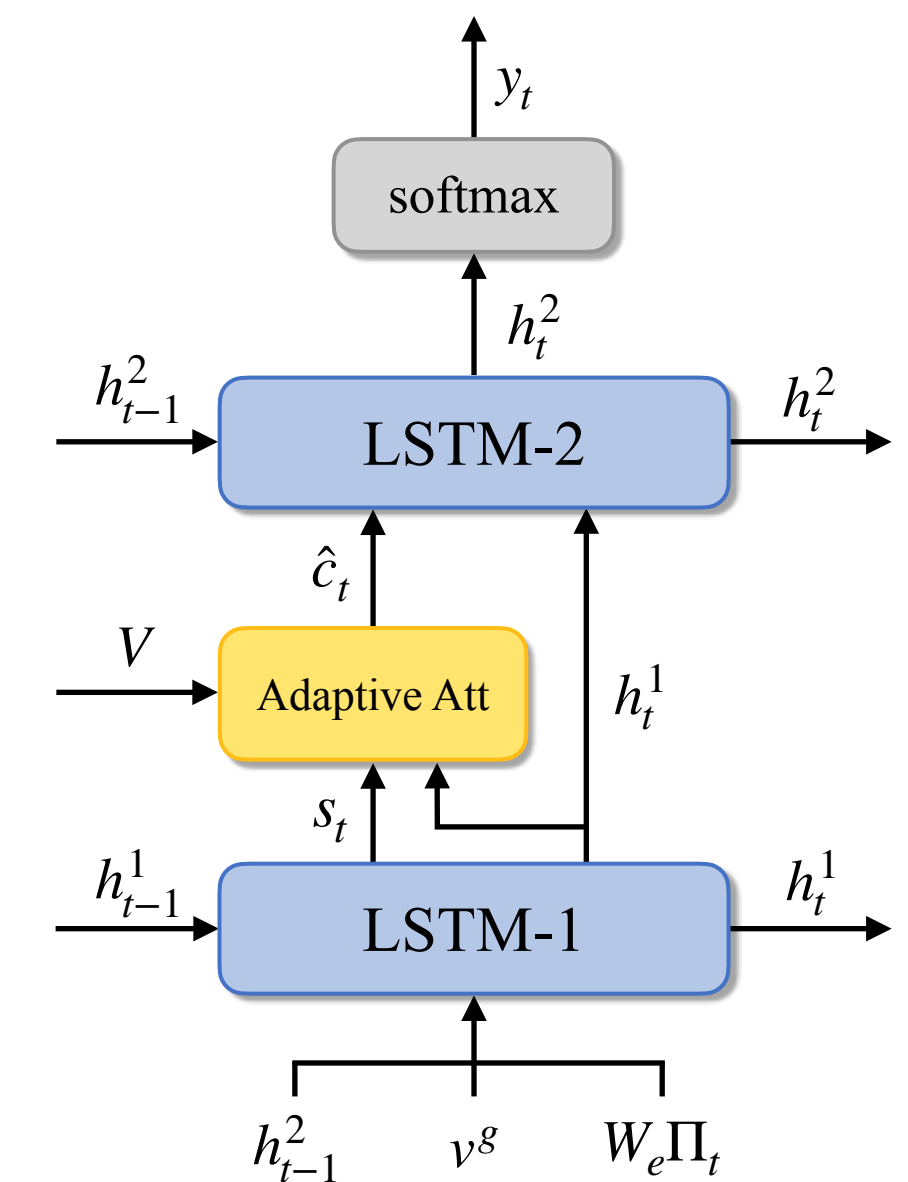 y_t
softmax
h_t^2
h_{t-1}^2
h_t^2
LSTM-2
ĉ_t
V
Adaptive Att
h_t^1
s_t
h_{t-1}^1
h_t^1
LSTM-1
h_{t-1}^2 v^g W_eΠ_t